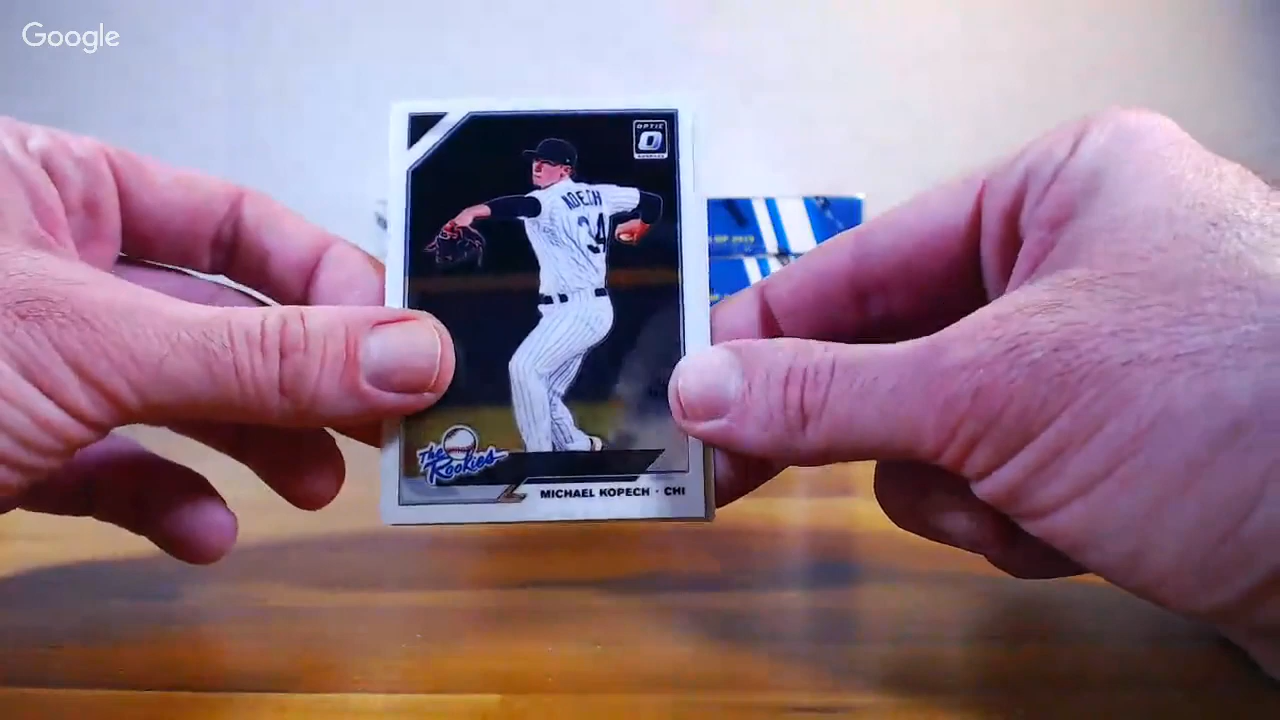 Google
OPTIC
KOPECH
34
The
Rookies
MICHAEL KOPECH · CHI